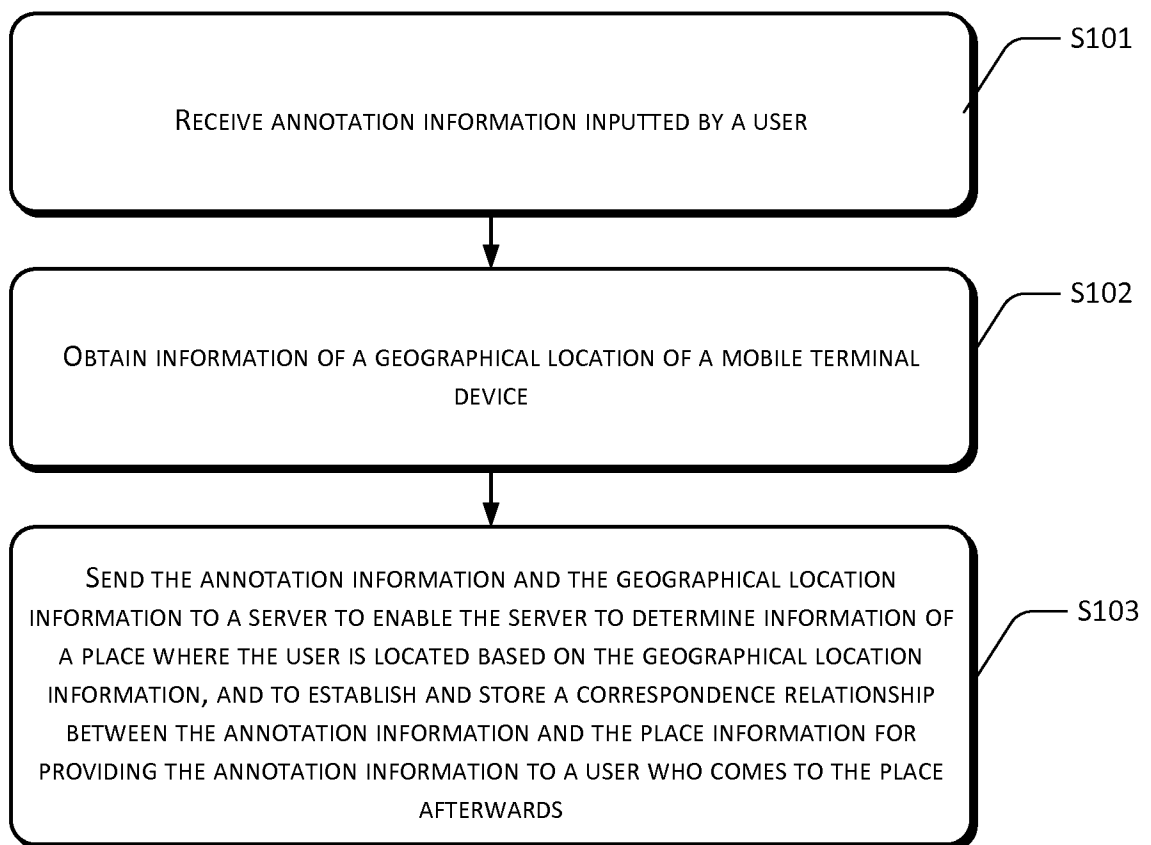 S101
RECEIVE ANNOTATION INFORMATION INPUTTED BY A USER
S102
OBTAIN INFORMATION OF A GEOGRAPHICAL LOCATION OF A MOBILE TERMINAL
DEVICE
SEND THE ANNOTATION INFORMATION AND THE GEOGRAPHICAL LOCATION
INFORMATION TO A SERVER TO ENABLE THE SERVER TO DETERMINE INFORMATION OF
S103
A PLACE WHERE THE USER IS LOCATED BASED ON THE GEOGRAPHICAL LOCATION
INFORMATION, AND TO ESTABLISH AND STORE A CORRESPONDENCE RELATIONSHIP
BETWEEN THE ANNOTATION INFORMATION AND THE PLACE INFORMATION FOR
PROVIDING THE ANNOTATION INFORMATION TO A USER WHO COMES TO THE PLACE
AFTERWARDS